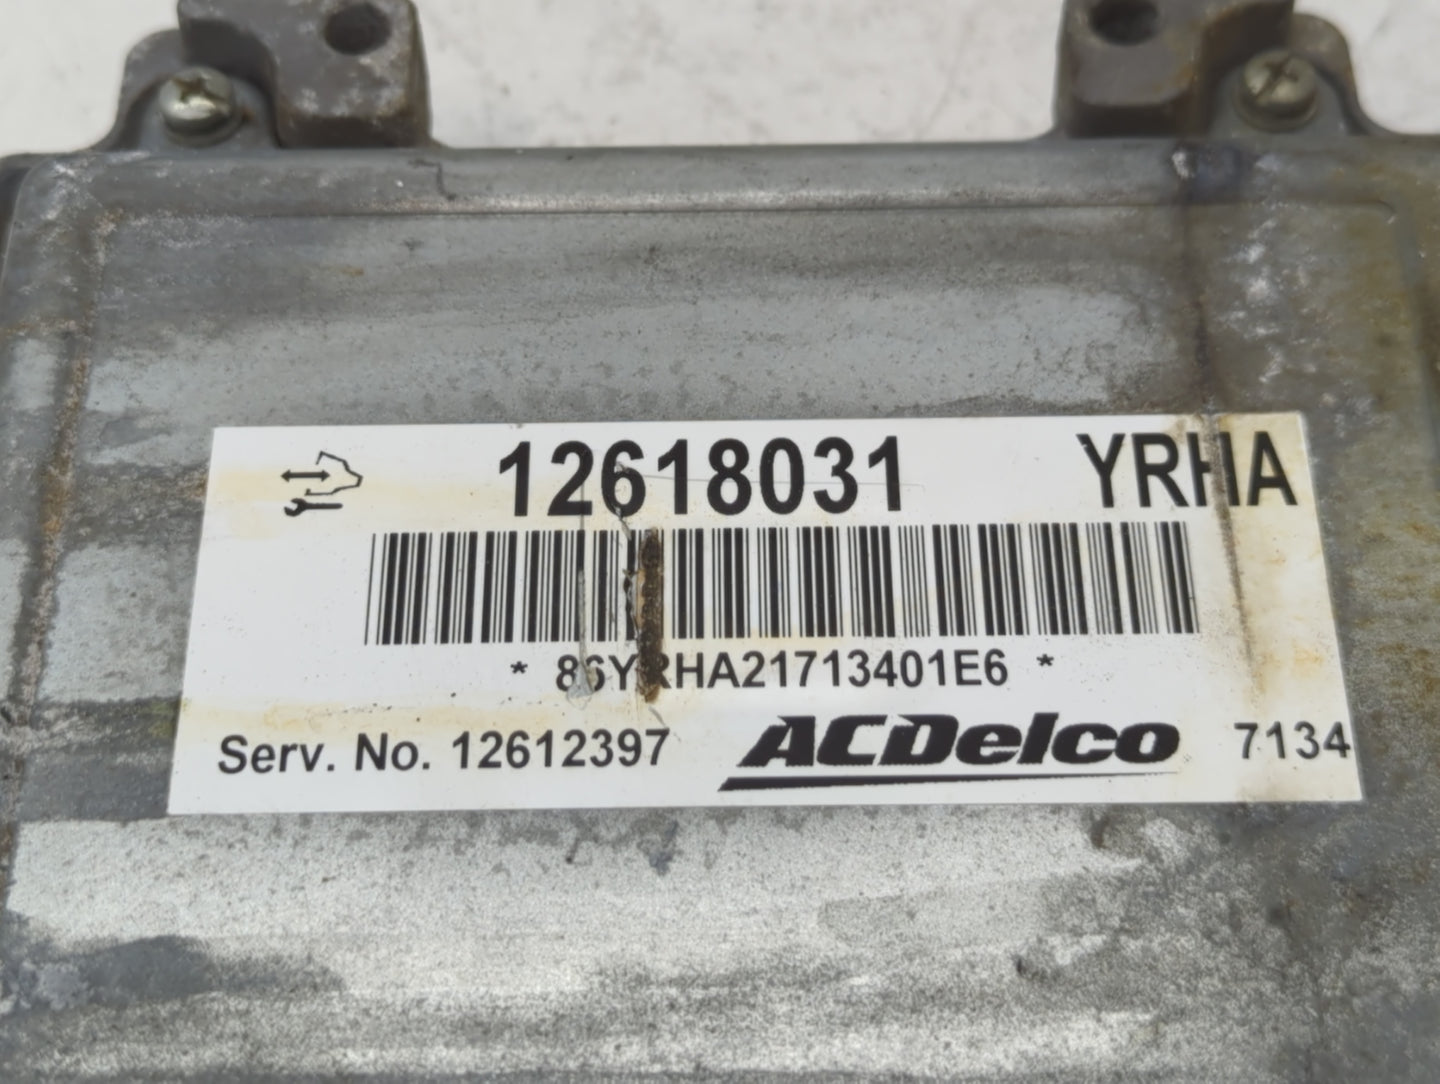 12618031 YRHA
* 86YRHA21713401E6 *
Serv. No. 12612397 ACDelco 7134